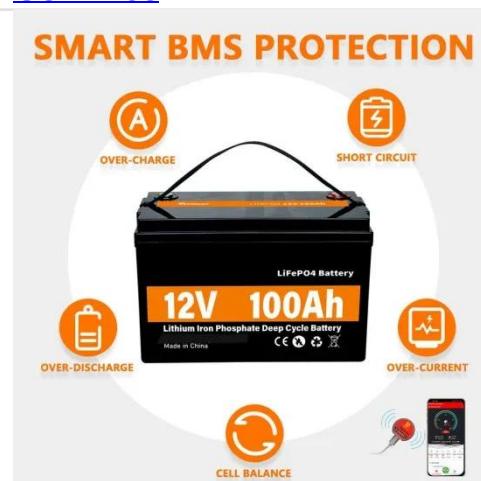 SMART BMS PROTECTION
A
OVER-CHARGE
SHORT CIRCUIT
LiFePO4 Battery
12V 100Ah
Lithium Iron Phosphate Deep Cycle Battery
Made in China
CE
OVER-DISCHARGE
OVER-CURRENT
CELL BALANCE